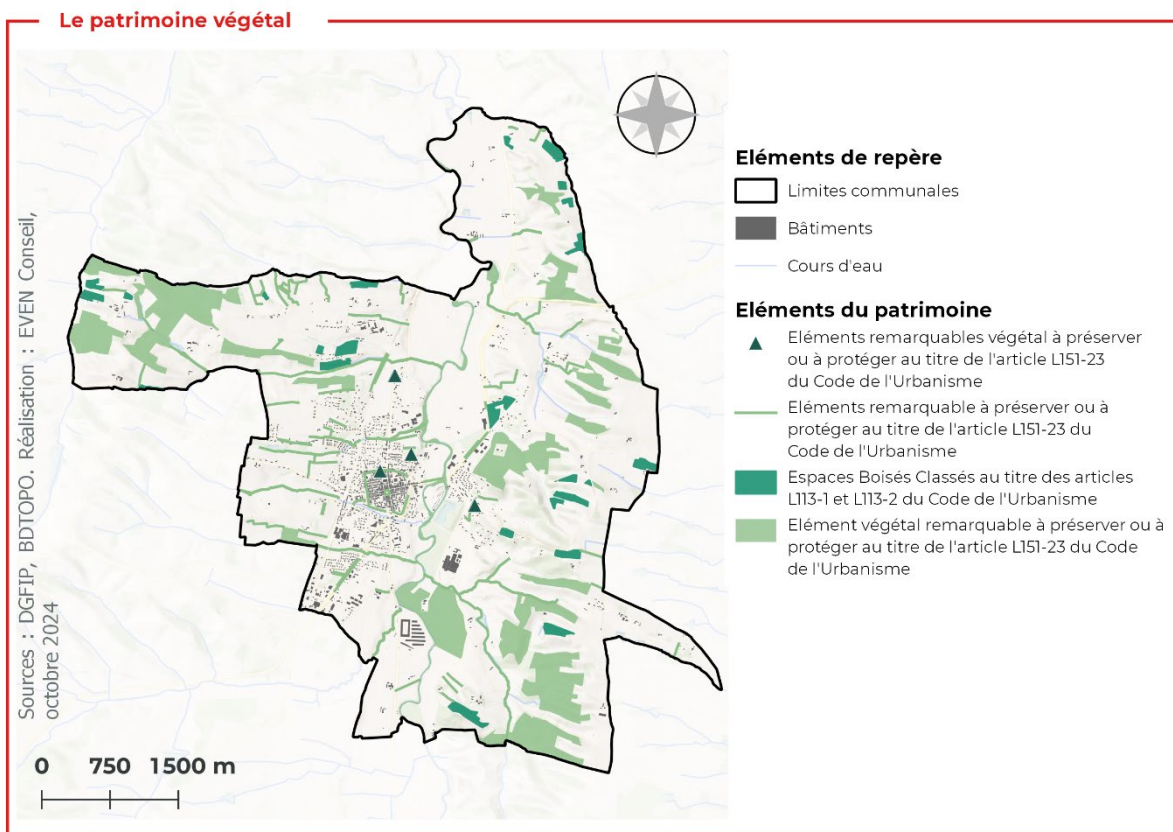 Le patrimoine végétal
Sources : DGFIP, BDTOPO. Réalisation : EVEN Conseil,
octobre 2024
0 750 1500 m
Eléments de repère
Limites communales
Bâtiments
Cours d'eau
Eléments du patrimoine
Eléments remarquables végétal à préserver
ou à protéger au titre de l'article L151-23
du Code de l'Urbanisme
Eléments remarquable à préserver ou à
protéger au titre de l'article L151-23 du
Code de l'Urbanisme
Espaces Boisés Classés au titre des articles
L113-1 et L113-2 du Code de l'Urbanisme
Elément végétal remarquable à préserver ou à
protéger au titre de l'article L151-23 du Code
de l'Urbanisme